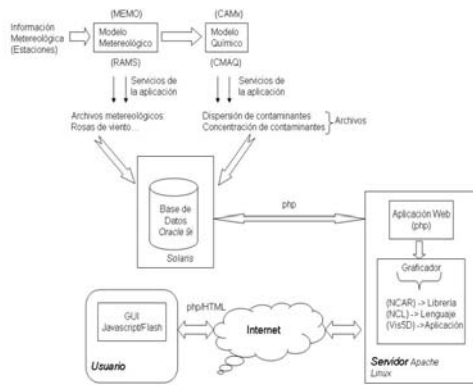 (MEMO)
(CAMx)
Información
Metereológica
(Estaciones)
Modelo
Metereológico
Modelo
Químico
(RAMS)
(CMAQ)
Servicios de
la aplicación
Servicios de
la aplicación
Archivos metereológicos:
Rosas de viento...
Dispersión de contaminantes
Concentración de contaminantes
Archivos
Base de
Datos
Oracle 9i
Solaris
php
Aplicación Web
(php)
Graficador
(NCAR) -> Librería
(NCL) -> Lenguaje
(Vis5D) ->Aplicación
Servidor Apache
Linux
GUI
Javascript/Flash
Usuario
php/HTML
Internet